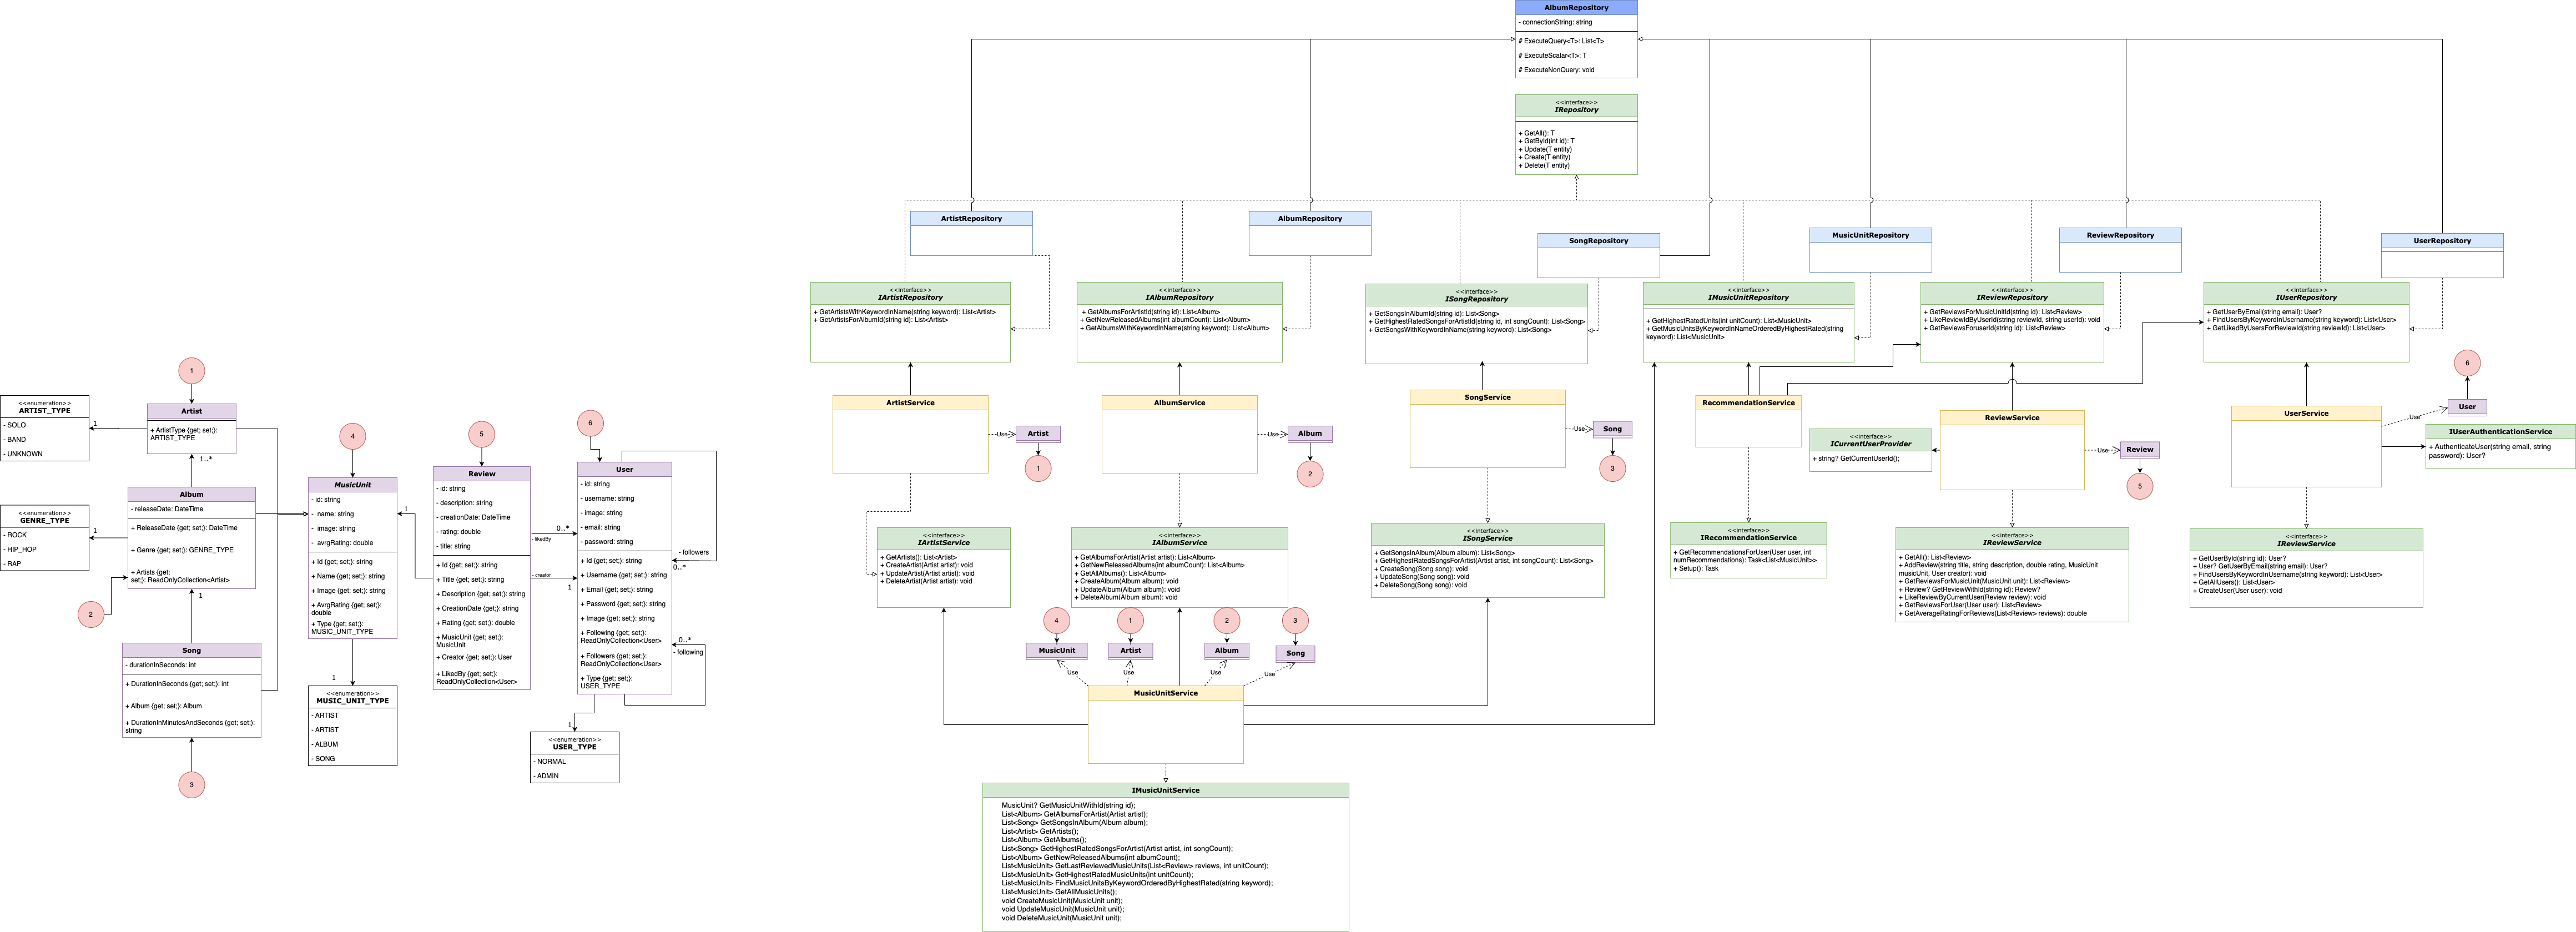 AlbumRepository
- connectionString: string
# ExecuteQuery<T>: List<T>
# ExecuteScalar<T>: T
# ExecuteNonQuery: void
<<interface>>
IRepository
+ GetAll(): T
+ GetById(int id): T
+ Update(T entity)
+ Create(T entity)
+ Delete(T entity)
ArtistRepository
AlbumRepository
SongRepository
MusicUnitRepository
ReviewRepository
UserRepository
<<interface>>
IArtistRepository
+ GetArtistsWithKeywordInName(string keyword): List<Artist>
+ GetArtistsForAlbumId(string id): List<Artist>
<<interface>>
IAlbumRepository
+ GetAlbumsForArtistId(string id): List<Album>
+ GetNewReleasedAlbums(int albumCount): List<Album>
+ GetAlbumsWithKeywordInName(string keyword): List<Album>
<<interface>>
ISongRepository
+ GetSongsInAlbumId(string id): List<Song>
+ GetHighestRatedSongsForArtistId(string id, int songCount): List<Song>
+ GetSongsWithKeywordInName(string keyword): List<Song>
<<interface>>
IMusicUnitRepository
+ GetHighestRatedUnits(int unitCount): List<MusicUnit>
+ GetMusicUnitsByKeywordInNameOrderedByHighestRated(string
keyword): List<MusicUnit>
<<interface>>
IReviewRepository
+ GetReviewsForMusicUnitId(string id): List<Review>
+ LikeReviewIdByUserId(string reviewId, string userId): void
+ GetReviewsForuserId(string id): List<Review>
<<interface>>
IUserRepository
+ GetUserByEmail(string email): User?
+ FindUsersByKeywordInUsername(string keyword): List<User>
+ GetLikedByUsersForReviewId(string reviewId): List<User>
ArtistService
Use
Artist
1
AlbumService
Use
Album
2
SongService
Use
Song
3
RecommendationService
<<interface>>
ICurrentUserProvider
+ string? GetCurrentUserId();
ReviewService
Use
Review
5
UserService
Use
User
6
IUserAuthenticationService
+ AuthenticateUser(string email, string
password): User?
<<interface>>
IArtistService
+ GetArtists(): List<Artist>
+ CreateArtist(Artist artist): void
+ UpdateArtist(Artist artist): void
+ DeleteArtist(Artist artist): void
<<interface>>
IAlbumService
+ GetAlbumsForArtist(Artist artist): List<Album>
+ GetNewReleasedAlbums(int albumCount): List<Album>
+ GetAllAlbums(): List<Album>
+ CreateAlbum(Album album): void
+ UpdateAlbum(Album album): void
+ DeleteAlbum(Album album): void
<<interface>>
ISongService
+ GetSongsInAlbum(Album album): List<Song>
+ GetHighestRatedSongsForArtist(Artist artist, int songCount): List<Song>
+ CreateSong(Song song): void
+ UpdateSong(Song song): void
+ DeleteSong(Song song): void
<<interface>>
IRecommendationService
+ GetRecommendationsForUser(User user, int
numRecommendations): Task<List<MusicUnit>>
+ Setup(): Task
<<interface>>
IReviewService
+ GetAll(): List<Review>
+ AddReview(string title, string description, double rating, MusicUnit
musicUnit, User creator): void
+ GetReviewsForMusicUnit(MusicUnit unit): List<Review>
+ Review? GetReviewWithId(string id): Review?
+ LikeReviewByCurrentUser(Review review): void
+ GetReviewsForUser(User user): List<Review>
+ GetAverageRatingForReviews(List<Review> reviews): double
<<interface>>
IReviewService
+ GetUserById(string id): User?
+ User? GetUserByEmail(string email): User?
+ FindUsersByKeywordInUsername(string keyword): List<User>
+ GetAllUsers(): List<User>
+ CreateUser(User user): void
4
1
2
3
MusicUnit
Artist
Album
Song
Use
Use
Use
Use
MusicUnitService
IMusicUnitService
MusicUnit? GetMusicUnitWithId(string id);
List<Album> GetAlbumsForArtist(Artist artist);
List<Song> GetSongsInAlbum(Album album);
List<Artist> GetArtists();
List<Album> GetAlbums();
List<Song> GetHighestRatedSongsForArtist(Artist artist, int songCount);
List<Album> GetNewReleasedAlbums(int albumCount);
List<MusicUnit> GetLastReviewedMusicUnits(List<Review> reviews, int unitCount);
List<MusicUnit> GetHighestRatedMusicUnits(int unitCount);
List<MusicUnit> FindMusicUnitsByKeywordOrderedByHighestRated(string keyword);
List<MusicUnit> GetAllMusicUnits();
void CreateMusicUnit(MusicUnit unit);
void UpdateMusicUnit(MusicUnit unit);
void DeleteMusicUnit(MusicUnit unit);
1
<<enumeration>>
ARTIST_TYPE
- SOLO
- BAND
- UNKNOWN
1
Artist
+ ArtistType {get; set;}:
ARTIST_TYPE
1..*
<<enumeration>>
GENRE_TYPE
- ROCK
- HIP_HOP
- RAP
1
Album
- releaseDate: DateTime
+ ReleaseDate {get; set;}: DateTime
+ Genre {get; set;}: GENRE_TYPE
+ Artists {get;
set;}: ReadOnlyCollection<Artist>
2
1
Song
- durationInSeconds: int
+ DurationInSeconds {get; set;}: int
+ Album {get; set;}: Album
+ DurationInMinutesAndSeconds {get; set;}:
string
3
4
MusicUnit
- id: string
- name: string
- image: string
- avrgRating: double
+ Id {get; set;}: string
+ Name {get; set;}: string
+ Image {get; set;}: string
+ AvrgRating {get; set;}:
double
+ Type {get; set;}:
MUSIC_UNIT_TYPE
1
<<enumeration>>
MUSIC_UNIT_TYPE
- ARTIST
- ARTIST
- ALBUM
- SONG
5
1
Review
- id: string
- description: string
- creationDate: DateTime
- rating: double
- title: string
+ Id {get; set;}: string
+ Title {get; set;}: string
+ Description {get; set;}: string
+ CreationDate {get; set;}: string
+ Rating {get; set;}: double
+ MusicUnit {get; set;}:
MusicUnit
+ Creator {get; set;}: User
+ LikedBy {get; set;}:
ReadOnlyCollection<User>
0..*
- likedBy
- creator
1
6
User
- id: string
- username: string
- image: string
- email: string
- password: string
+ Id {get; set;}: string
+ Username {get; set;}: string
+ Email {get; set;}: string
+ Password {get; set;}: string
+ Image {get; set;}: string
+ Following {get; set;}:
ReadOnlyCollection<User>
+ Followers {get; set;}:
ReadOnlyCollection<User>
+ Type {get; set;}:
USER_TYPE
- followers
0..*
0..*
- following
1
<<enumeration>>
USER_TYPE
- NORMAL
- ADMIN